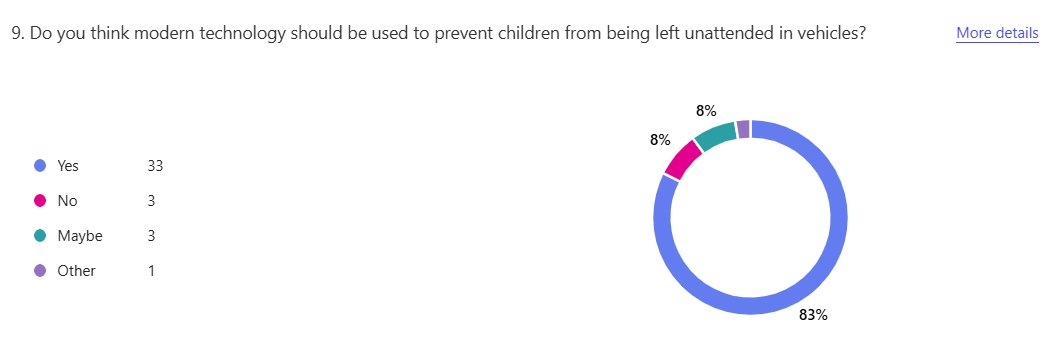 9. Do you think modern technology should be used to prevent children from being left unattended in vehicles?
More details
8%
8%
Yes 33
No 3
Maybe 3
Other 1
83%